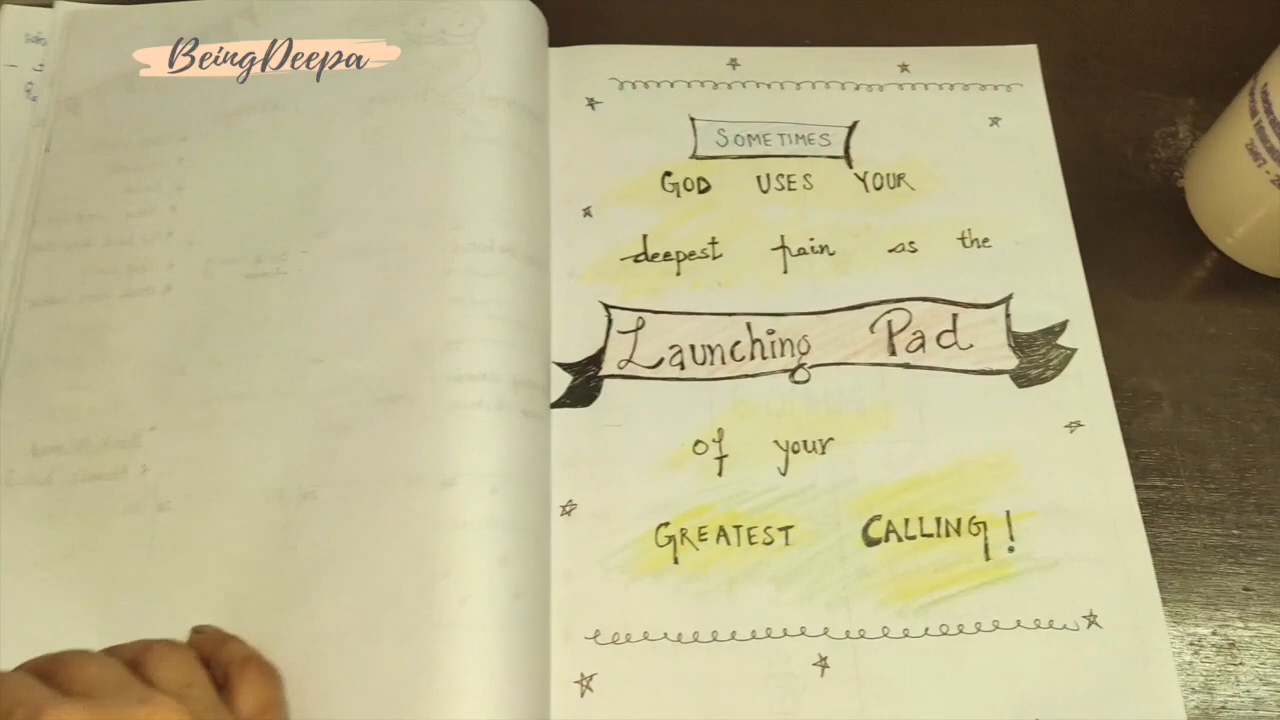 BeingDeepa
SOMETIMES
GOD USES YOUR
deepest pain as the
Launching Pad
of your
GREATEST CALLING!